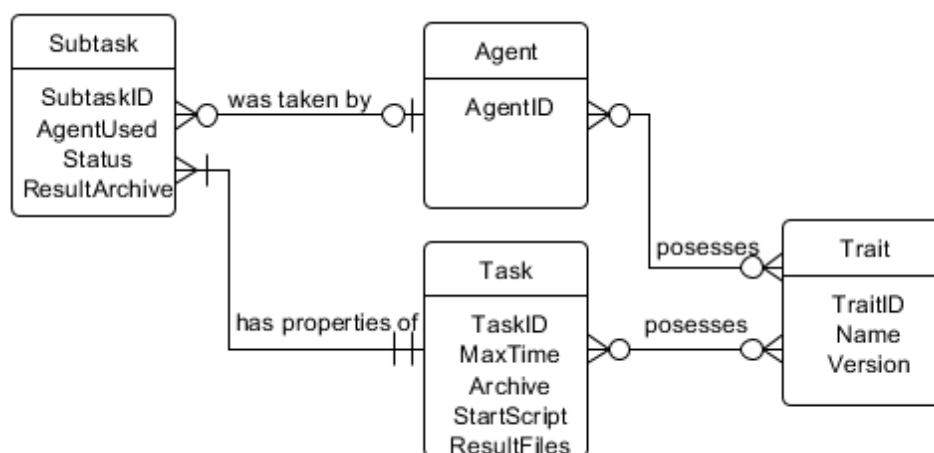 Subtask
SubtaskID
AgentUsed
Status
ResultArchive
was taken by
Agent
AgentID
has properties of
Task
TaskID
MaxTime
Archive
StartScript
ResultFiles
posesses
posesses
Trait
TraitID
Name
Version